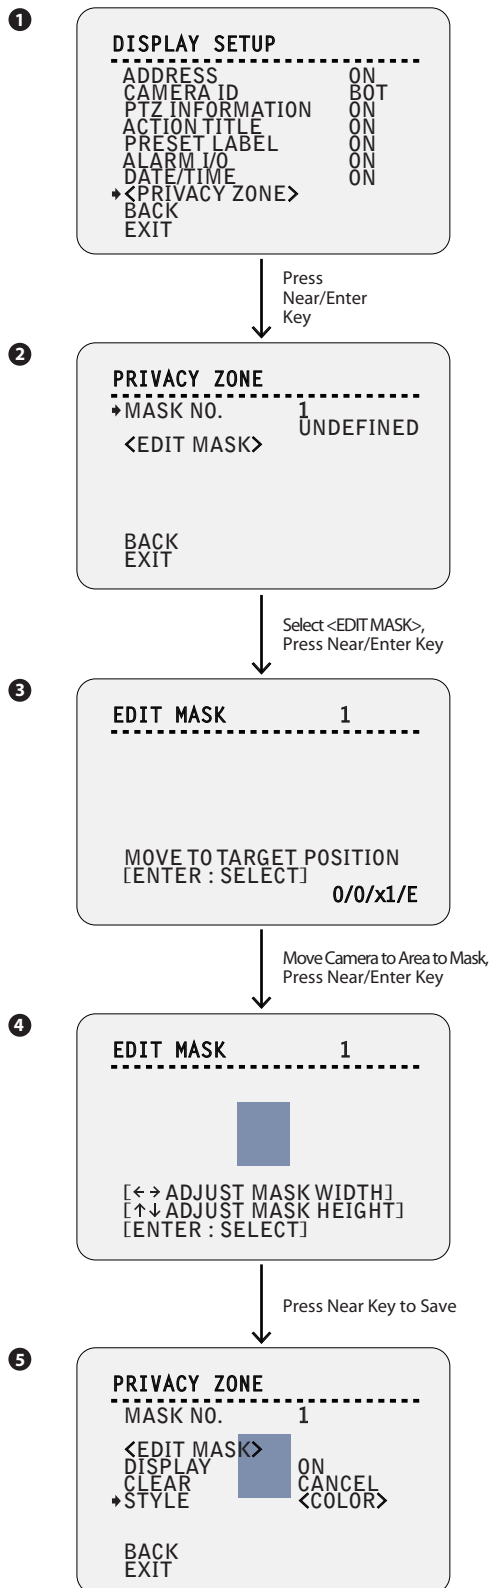 1
DISPLAY SETUP
ADDRESS ON
CAMERA ID BOT
PTZ INFORMATION ON
ACTION TITLE ON
PRESET LABEL ON
ALARM I/O ON
DATE/TIME ON
<PRIVACY ZONE>
BACK
EXIT
Press
Near/Enter
Key
2
PRIVACY ZONE
MASK NO. 1
UNDEFINED
<EDIT MASK>
BACK
EXIT
Select <EDIT MASK>,
Press Near/Enter Key
3
EDIT MASK 1
MOVE TO TARGET POSITION
[ENTER : SELECT]
0/0/x1/E
Move Camera to Area to Mask,
Press Near/Enter Key
4
EDIT MASK 1
[←→ ADJUST MASK WIDTH]
[↑↓ ADJUST MASK HEIGHT]
[ENTER : SELECT]
Press Near Key to Save
5
PRIVACY ZONE
MASK NO. 1
<EDIT MASK>
DISPLAY ON
CLEAR CANCEL
STYLE <COLOR>
BACK
EXIT